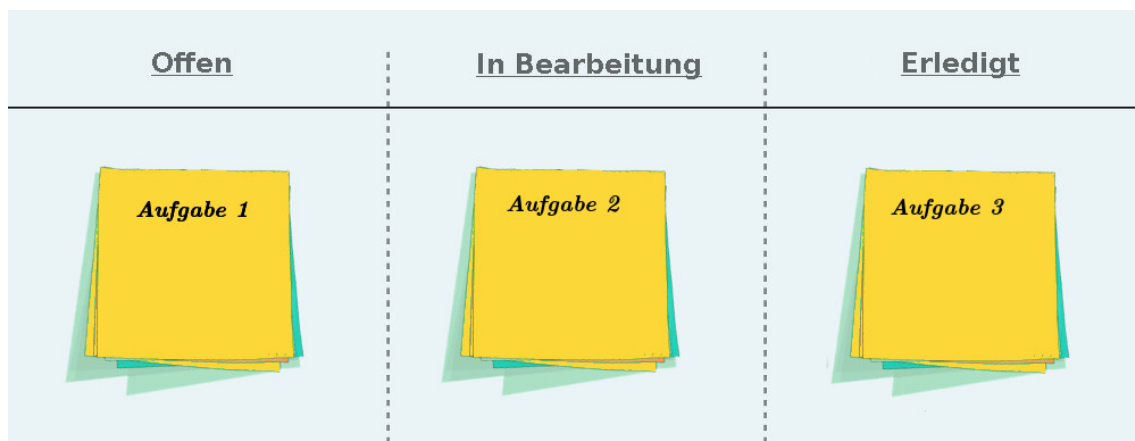 Offen
In Bearbeitung
Erledigt
Aufgabe 1
Aufgabe 2
Aufgabe 3